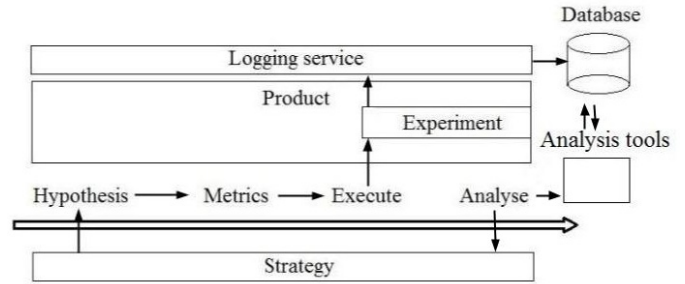 Database
Logging service
Product
Experiment
Analysis tools
Hypothesis Metrics Execute Analyse
Strategy